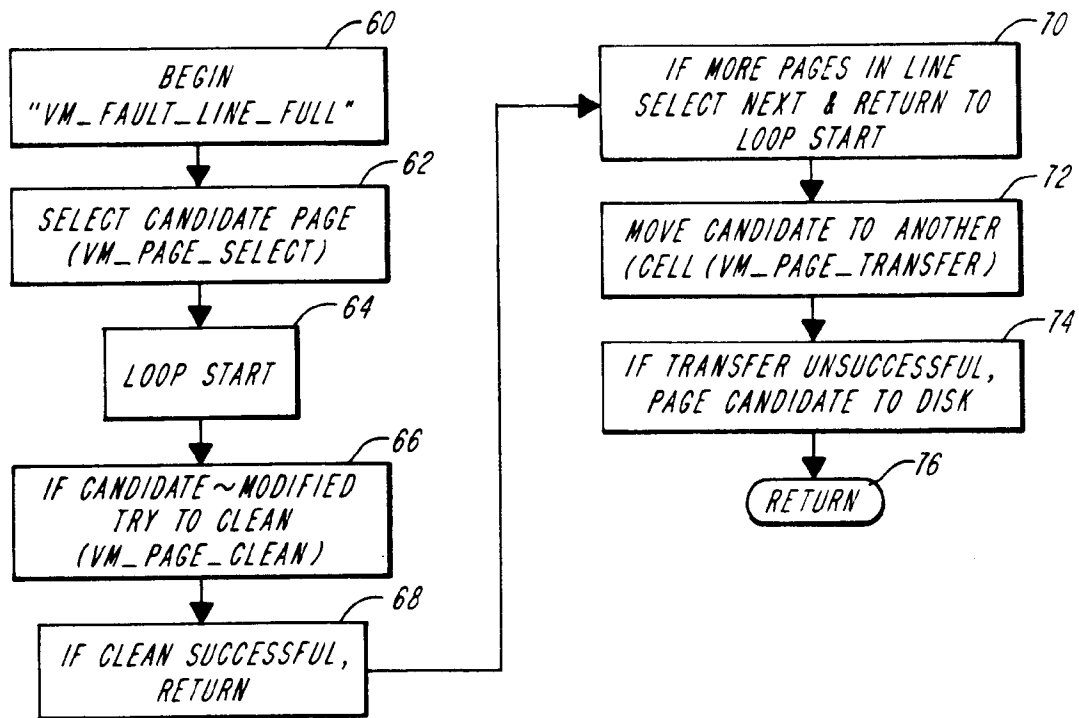 60
BEGIN
"VM_FAULT_LINE_FULL"
62
SELECT CANDIDATE PAGE
(VM_PAGE_SELECT)
64
LOOP START
66
IF CANDIDATE~MODIFIED
TRY TO CLEAN
(VM_PAGE_CLEAN)
68
IF CLEAN SUCCESSFUL,
RETURN
70
IF MORE PAGES IN LINE
SELECT NEXT & RETURN TO
LOOP START
72
MOVE CANDIDATE TO ANOTHER
(CELL (VM_PAGE_TRANSFER)
74
IF TRANSFER UNSUCCESSFUL,
PAGE CANDIDATE TO DISK
76
RETURN